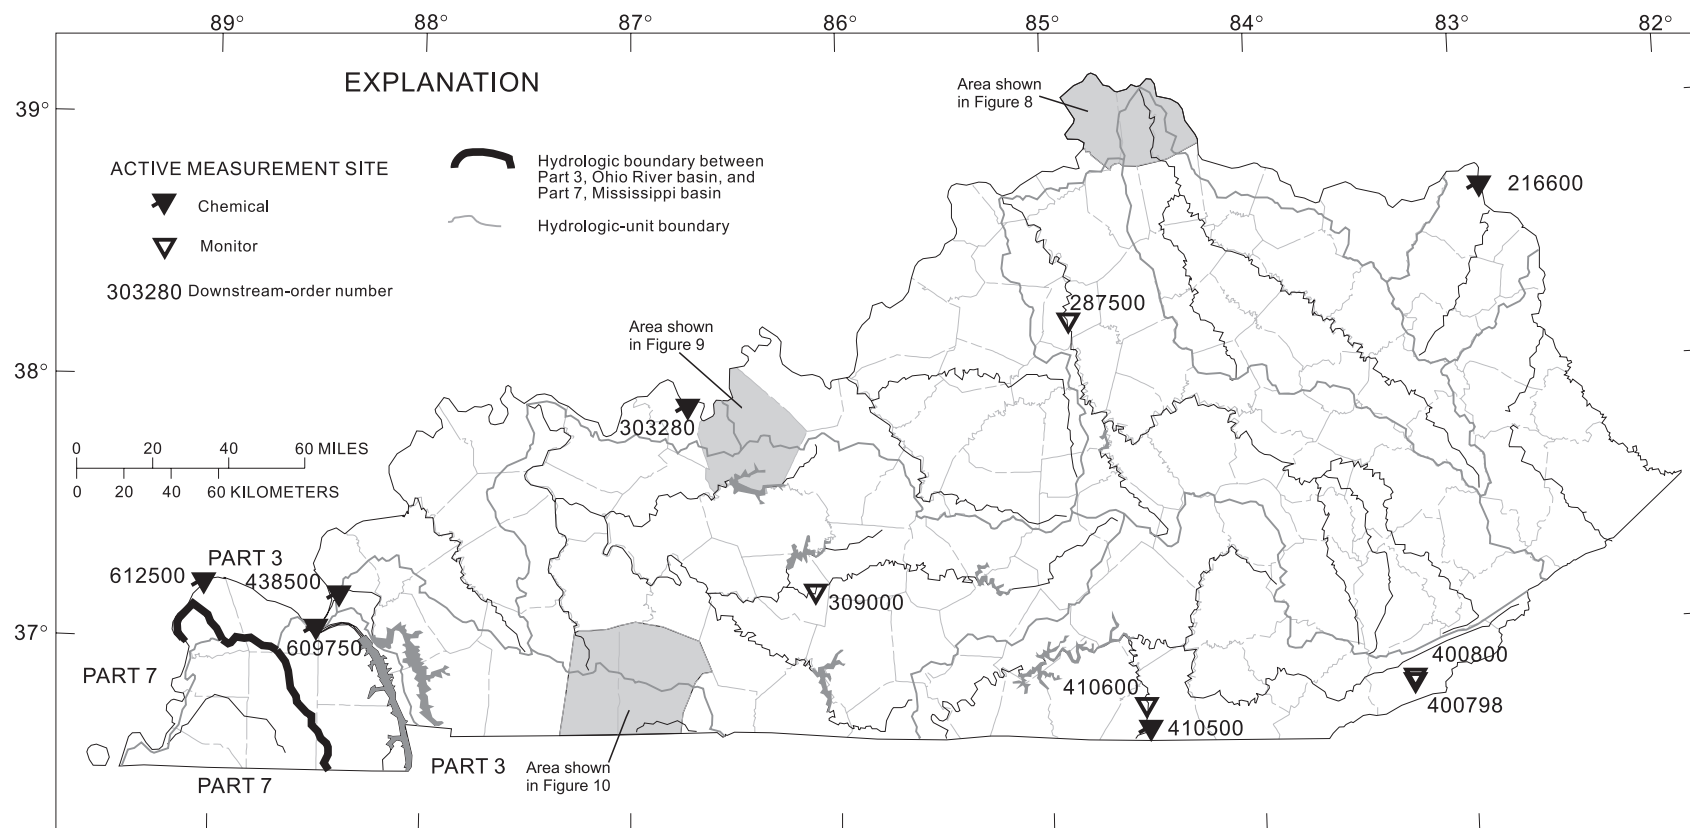 89° 88° 87° 86° 85° 84° 83° 82°
EXPLANATION
39°
38°
37°
ACTIVE MEASUREMENT SITE
Chemical
Monitor
303280 Downstream-order number
Hydrologic boundary between
Part 3, Ohio River basin, and
Part 7, Mississippi basin
Hydrologic-unit boundary
Area shown
in Figure 8
216600
287500
Area shown
in Figure 9
303280
0 20 40 60 MILES
0 20 40 60 KILOMETERS
PART 3
612500
438500
609750
309000
PART 7
410600
410500
400800
400798
PART 7
PART 3
Area shown
in Figure 10